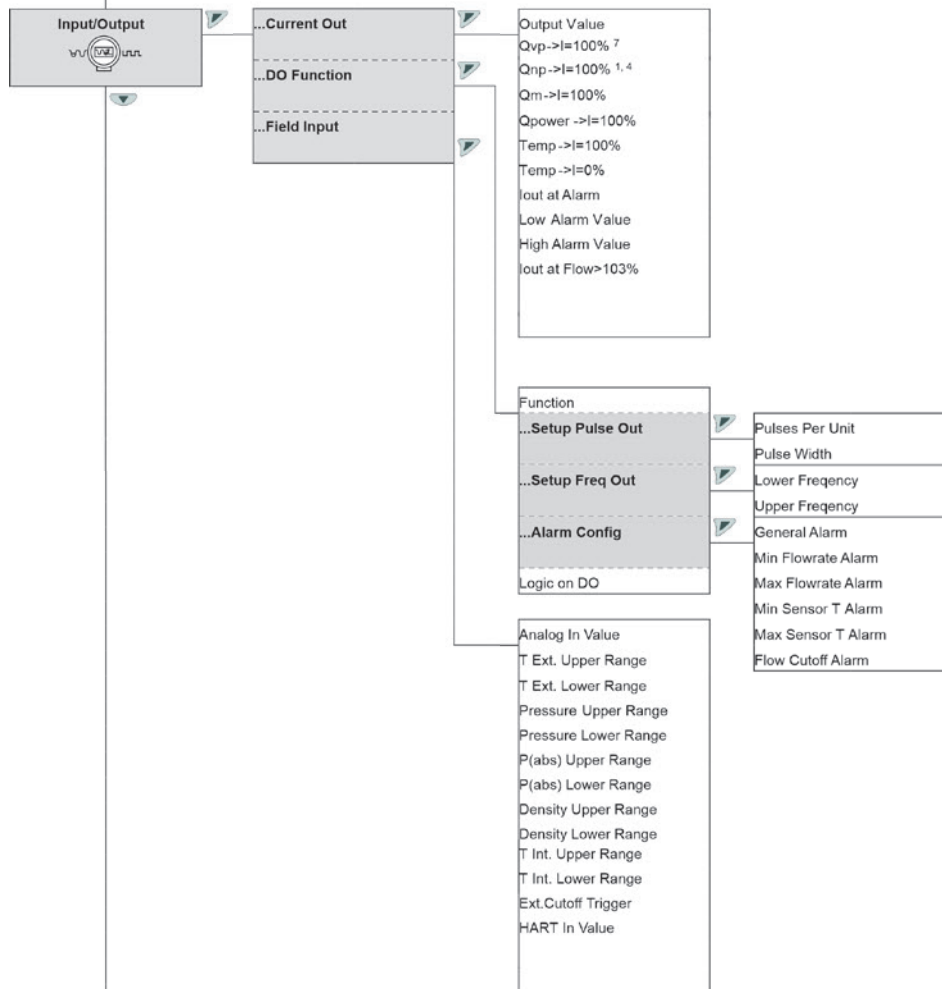 Input/Output
...Current Out
...DO Function
...Field Input
Output Value
Qvp->I=100% 7
Qnp->I=100% 1, 4
Qm->I=100%
Qpower ->I=100%
Temp->I=100%
Temp->I=0%
Iout at Alarm
Low Alarm Value
High Alarm Value
Iout at Flow>103%
Function
...Setup Pulse Out
...Setup Freq Out
...Alarm Config
Logic on DO
Pulses Per Unit
Pulse Width
Lower Freqency
Upper Freqency
General Alarm
Min Flowrate Alarm
Max Flowrate Alarm
Min Sensor T Alarm
Max Sensor T Alarm
Flow Cutoff Alarm
Analog In Value
T Ext. Upper Range
T Ext. Lower Range
Pressure Upper Range
Pressure Lower Range
P(abs) Upper Range
P(abs) Lower Range
Density Upper Range
Density Lower Range
T Int. Upper Range
T Int. Lower Range
Ext.Cutoff Trigger
HART In Value